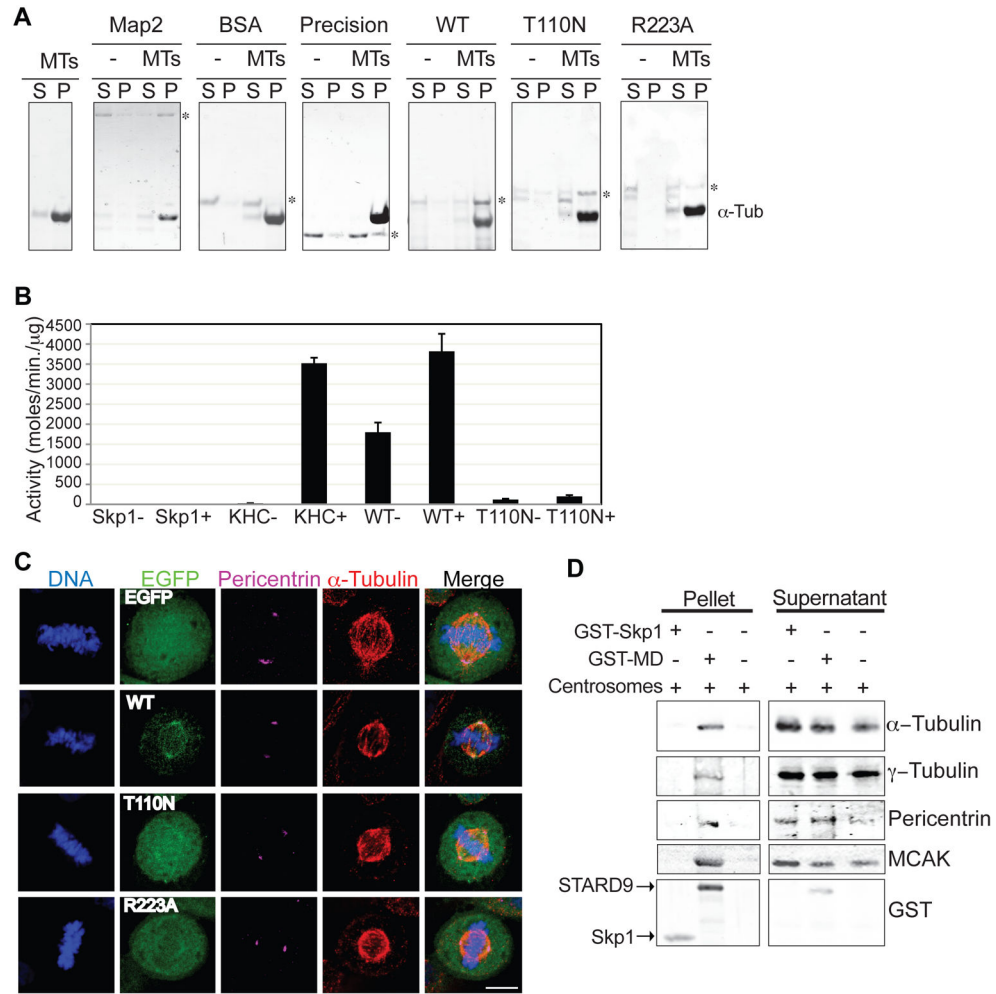 A
Map2 BSA Precision WT T110N R223A
MTs - MTs - MTs - MTs - MTs - MTs - MTs
S P S P S P S P S P S P S P S P S P S P S P S P S P
* * * * * *
α-Tub
B
Activity (moles/min./μg)
4500
4000
3500
3000
2500
2000
1500
1000
500
0
Skp1- Skp1+ KHC- KHC+ WT- WT+ T110N- T110N+
C
DNA EGFP Pericentrin α-Tubulin Merge
EGFP
WT
T110N
R223A
D
Pellet Supernatant
GST-Skp1 + - - + - -
GST-MD - + - - + -
Centrosomes + + + + + +
α-Tubulin
γ-Tubulin
Pericentrin
MCAK
STARD9→
GST
Skp1→